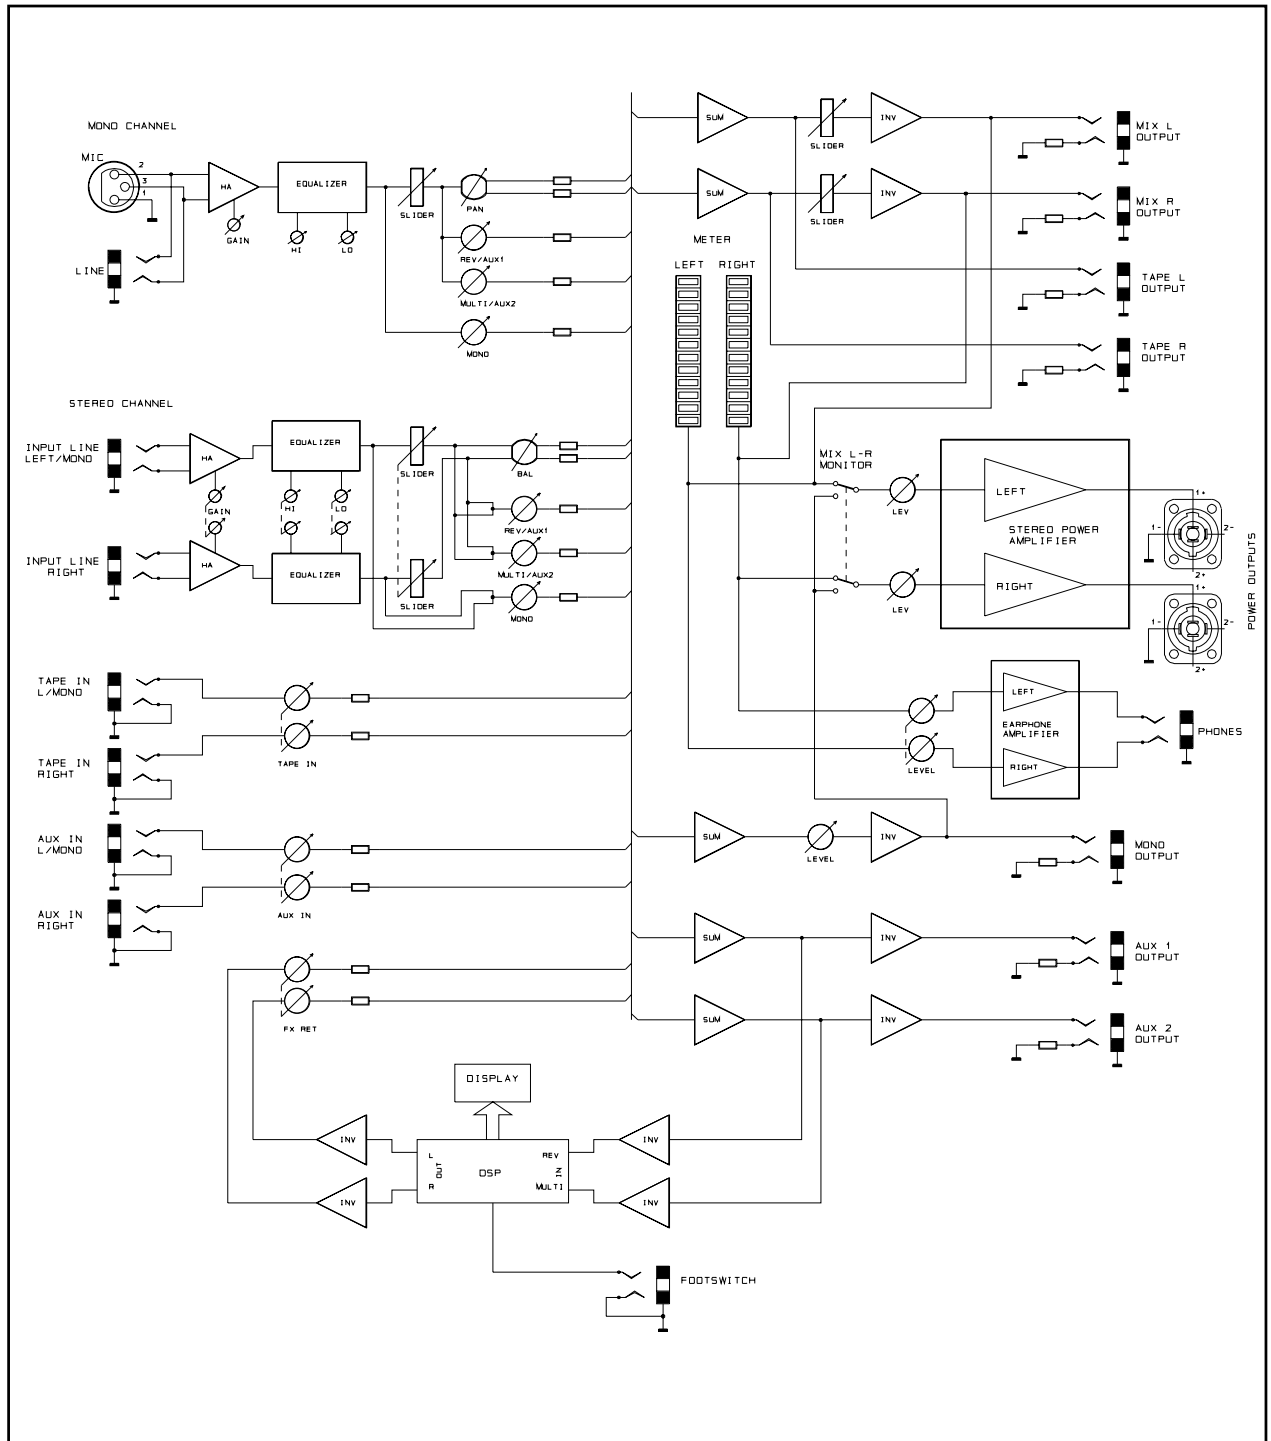 MONO CHANNEL
MIC
2
3
1
HA
GAIN
EQUALIZER
HI
LO
SLIDER
PAN
REV/AUX1
MULTI/AUX2
MONO
LINE
STEREO CHANNEL
INPUT LINE
LEFT/MONO
HA
GAIN
EQUALIZER
HI
LO
SLIDER
BAL
REV/AUX1
MULTI/AUX2
MONO
INPUT LINE
RIGHT
HA
EQUALIZER
SLIDER
TAPE IN
L/MONO
TAPE IN
RIGHT
TAPE IN
AUX IN
L/MONO
AUX IN
RIGHT
AUX IN
FX RET
SUM
SLIDER
INV
MIX L
OUTPUT
SUM
SLIDER
INV
MIX R
OUTPUT
METER
LEFT
RIGHT
TAPE L
OUTPUT
TAPE R
OUTPUT
MIX L-R
MONITOR
LEV
LEFT
STEREO POWER
AMPLIFIER
LEV
RIGHT
1+
1-
2-
2+
1+
1-
2-
2+
POWER OUTPUTS
LEVEL
LEFT
EARPHONE
AMPLIFIER
RIGHT
PHONES
SUM
LEVEL
INV
MONO
OUTPUT
SUM
INV
AUX 1
OUTPUT
SUM
INV
AUX 2
OUTPUT
DISPLAY
INV
INV
L
R
OUT
DSP
REV
MULTI
IN
INV
INV
FOOTSWITCH